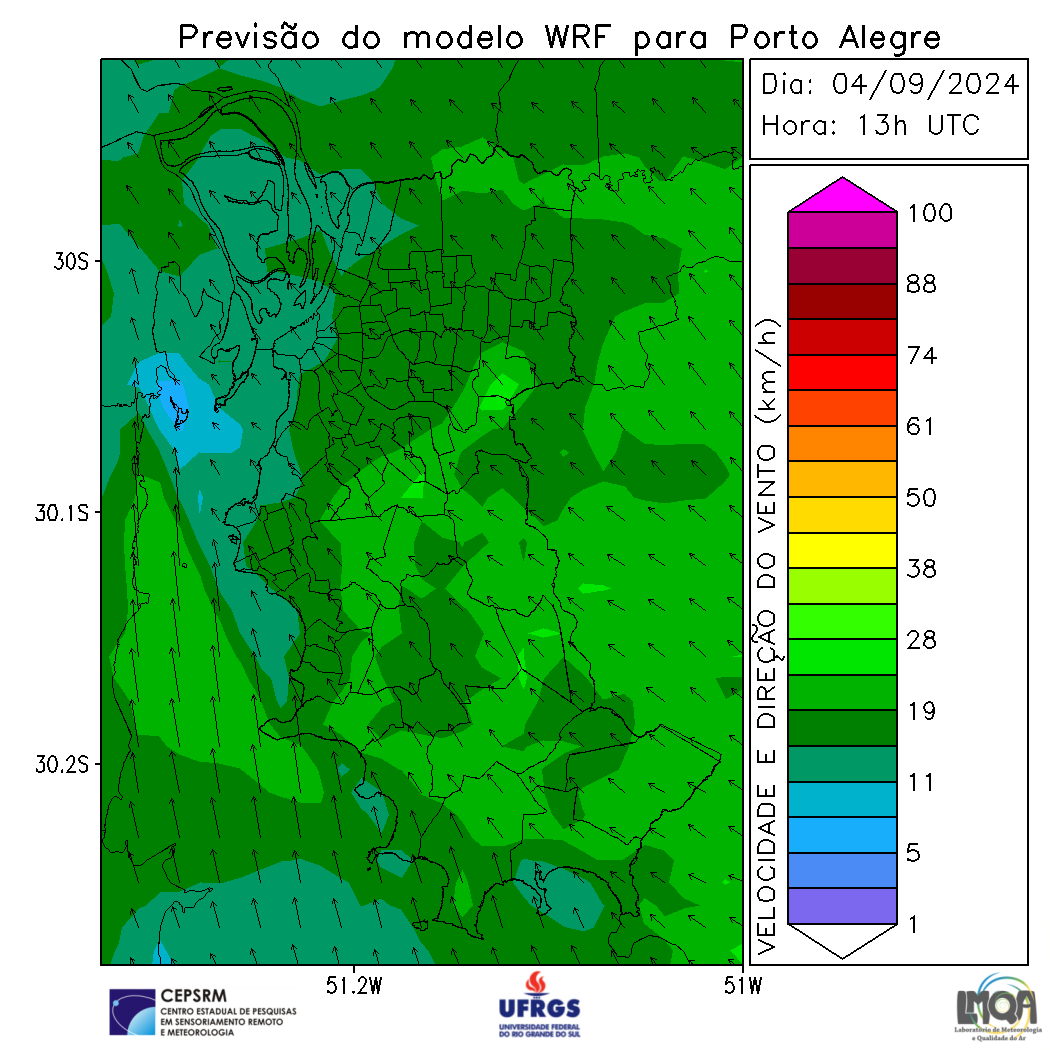 Previsão do modelo WRF para Porto Alegre
Dia: 04/09/2024
Hora: 13h UTC
30S
30.1S
30.2S
51.2W
51W
VELOCIDADE E DIREÇÃO DO VENTO (km/h)
100
88
74
61
50
38
28
19
11
5
1
CEPSRM
CENTRO ESTADUAL DE PESQUISAS
EM SENSORIAMENTO REMOTO
E METEOROLOGIA
UFRGS
UNIVERSIDADE FEDERAL
DO RIO GRANDE DO SUL
LMQA
Laboratório de Meteorologia
e Qualidade do Ar